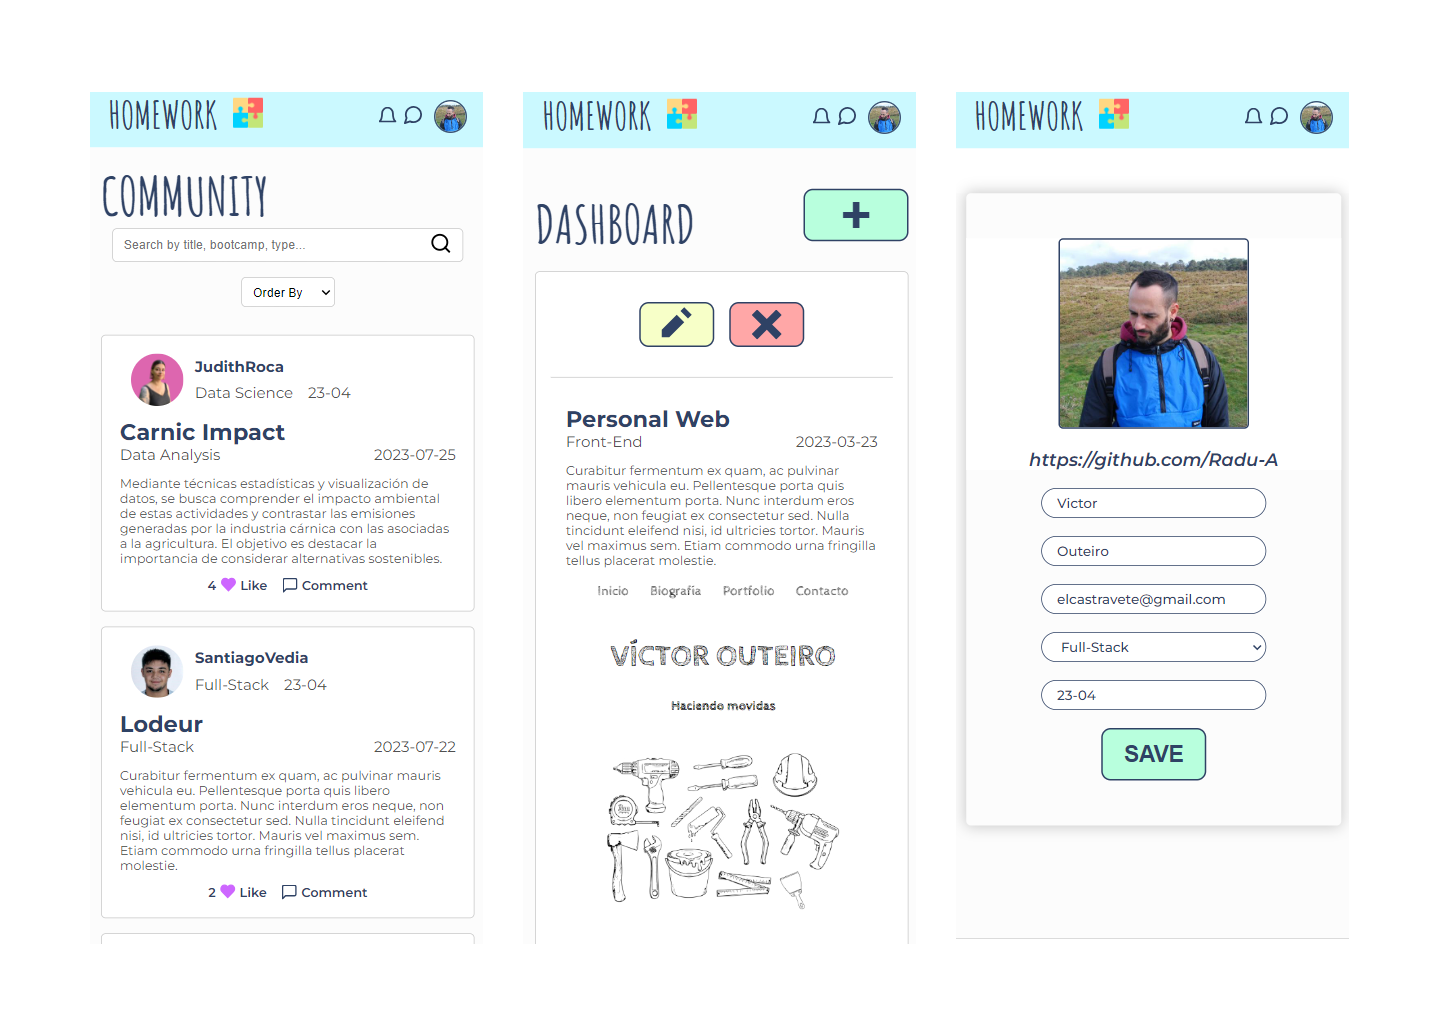 HOMEWORK
COMMUNITY
Search by title, bootcamp, type...
Order By
JudithRoca
Data Science 23-04
Carnic Impact
Data Analysis 2023-07-25
Mediante técnicas estadísticas y visualización de
datos, se busca comprender el impacto ambiental
de estas actividades y contrastar las emisiones
generadas por la industria cárnica con las asociadas
a la agricultura. El objetivo es destacar la
importancia de considerar alternativas sostenibles.
4 Like Comment
SantiagoVedia
Full-Stack 23-04
Lodeur
Full-Stack 2023-07-22
Curabitur fermentum ex quam, ac pulvinar mauris
vehicula eu. Pellentesque porta quis libero
elementum porta. Nunc interdum eros neque, non
feugiat ex consectetur sed. Nulla tincidunt eleifend
nisi, id ultricies tortor. Mauris vel maximus sem.
Etiam commodo urna fringilla tellus placerat
molestie.
2 Like Comment
HOMEWORK
DASHBOARD
Personal Web
Front-End 2023-03-23
Curabitur fermentum ex quam, ac pulvinar
mauris vehicula eu. Pellentesque porta quis
libero elementum porta. Nunc interdum eros
neque, non feugiat ex consectetur sed. Nulla
tincidunt eleifend nisi, id ultricies tortor. Mauris
vel maximus sem. Etiam commodo urna fringilla
tellus placerat molestie.
Inicio Biografía Portfolio Contacto
VÍCTOR OUTEIRO
Haciendo movidas
HOMEWORK
https://github.com/Radu-A
Victor
Outeiro
elcastravete@gmail.com
Full-Stack
23-04
SAVE